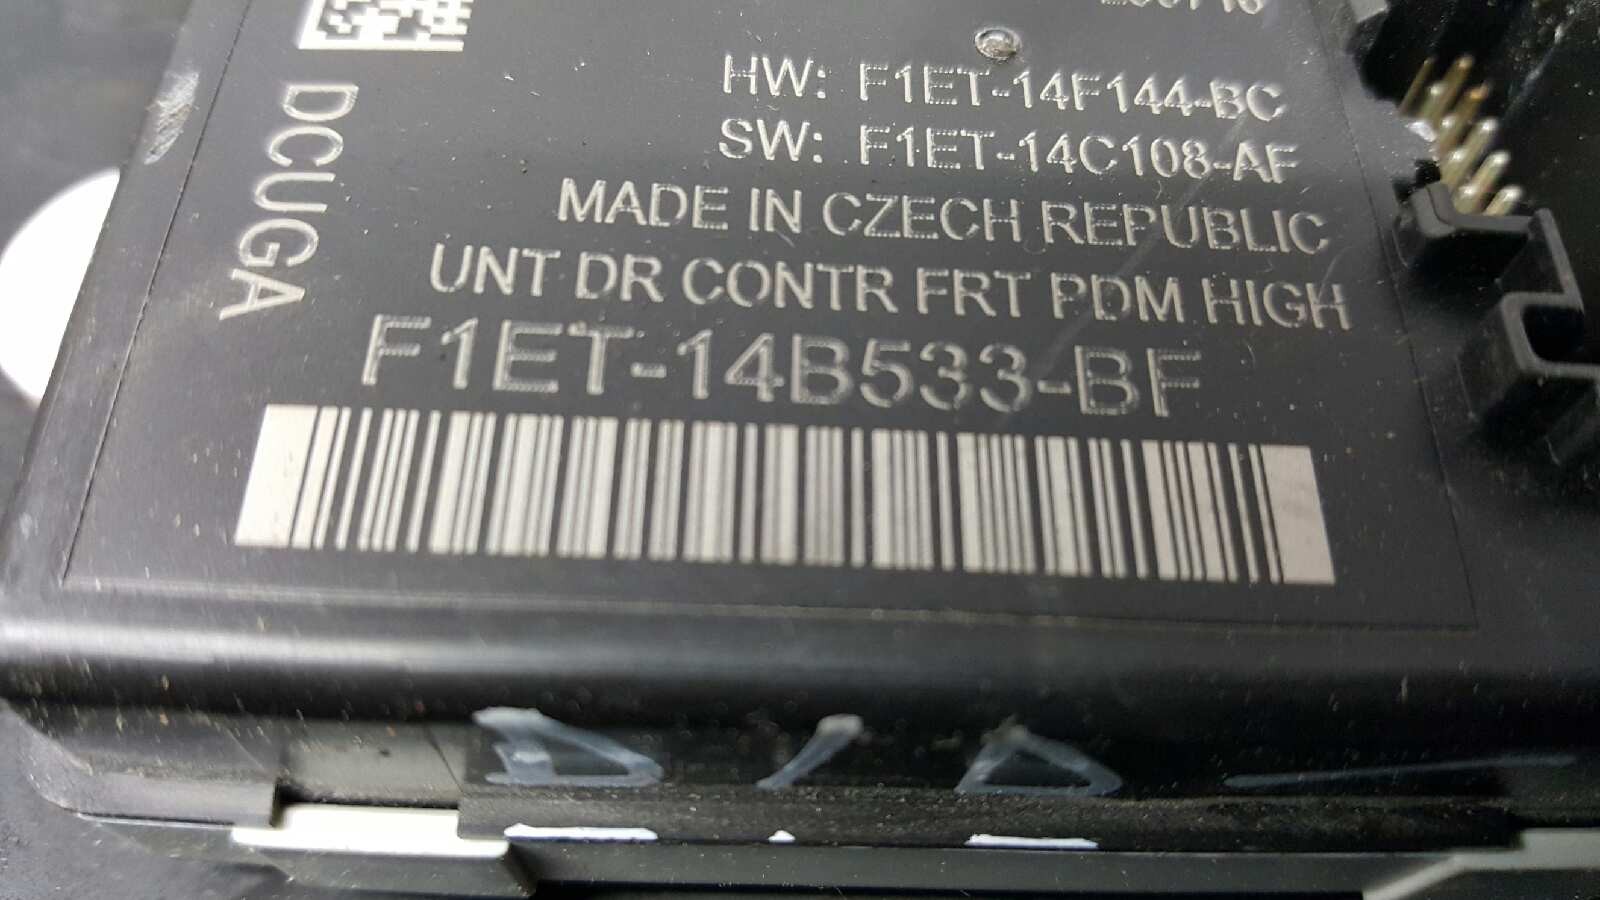 HW: F1ET-14F144-BC
SW: F1ET-14C108-AF
MADE IN CZECH REPUBLIC
UNT DR CONTR FRT PDM HIGH
F1ET-14B533-BF
DCUGA